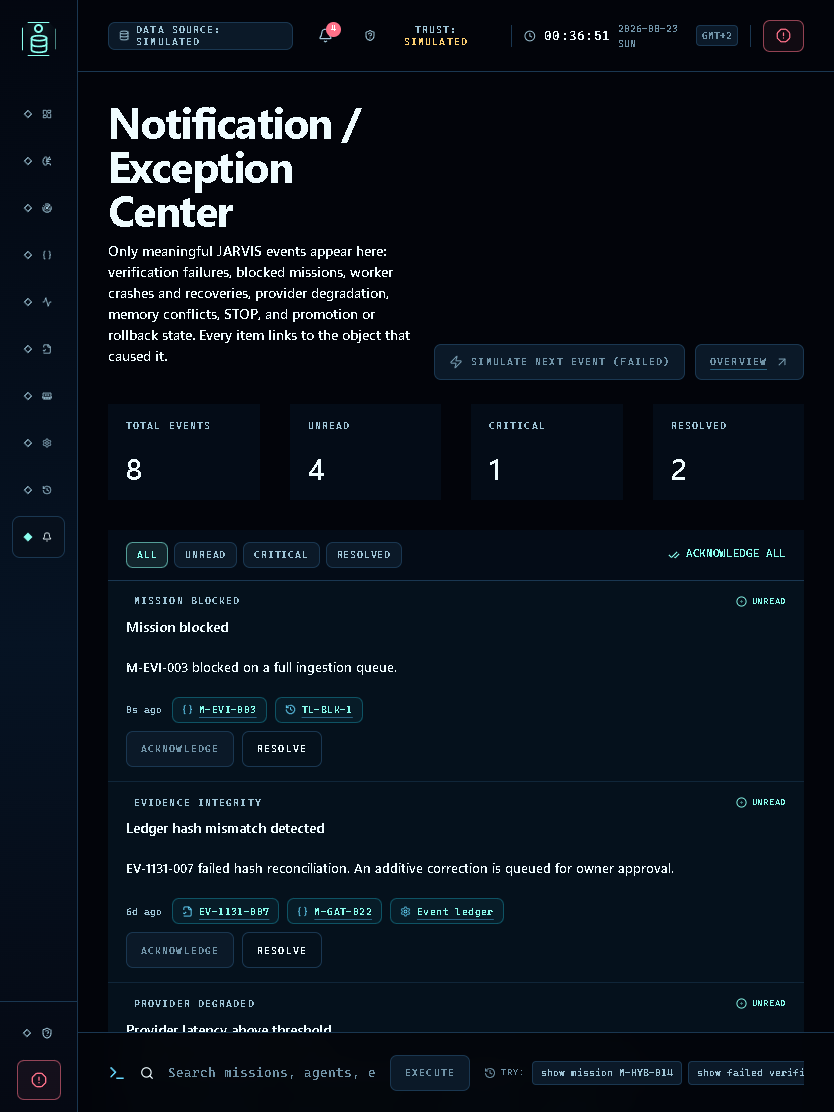 DATA SOURCE:
SIMULATED
4
TRUST:
SIMULATED
00:36:51
2026-08-23
SUN
GMT+2
Notification /
Exception
Center
Only meaningful JARVIS events appear here:
verification failures, blocked missions, worker
crashes and recoveries, provider degradation,
memory conflicts, STOP, and promotion or
rollback state. Every item links to the object that
caused it.
SIMULATE NEXT EVENT (FAILED)
OVERVIEW
TOTAL EVENTS
8
UNREAD
4
CRITICAL
1
RESOLVED
2
ALL
UNREAD
CRITICAL
RESOLVED
ACKNOWLEDGE ALL
MISSION BLOCKED
UNREAD
Mission blocked
M-EVI-003 blocked on a full ingestion queue.
0s ago
M-EVI-003
TL-BLK-1
ACKNOWLEDGE
RESOLVE
EVIDENCE INTEGRITY
UNREAD
Ledger hash mismatch detected
EV-1131-007 failed hash reconciliation. An additive correction is queued for owner approval.
6d ago
EV-1131-007
M-GAT-022
Event ledger
ACKNOWLEDGE
RESOLVE
PROVIDER DEGRADED
UNREAD
Provider latency above threshold
Search missions, agents, e
EXECUTE
TRY:
show mission M-HYB-014
show failed verifi